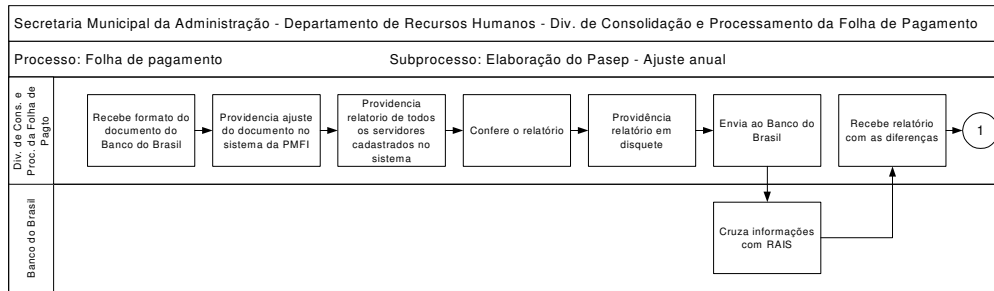 Secretaria Municipal da Administração - Departamento de Recursos Humanos - Div. de Consolidação e Processamento da Folha de Pagamento
Processo: Folha de pagamento
Subprocesso: Elaboração do Pasep - Ajuste anual
Div. de Cons. e
Proc. da Folha de
Pagto
Recebe formato do
documento do
Banco do Brasil
Providencia ajuste
do documento no
sistema da PMFI
Providencia
relatorio de todos
os servidores
cadastrados no
sistema
Confere o relatório
Providência
relatório em
disquete
Envia ao Banco do
Brasil
Recebe relatório
com as diferenças
1
Banco do Brasil
Cruza informações
com RAIS